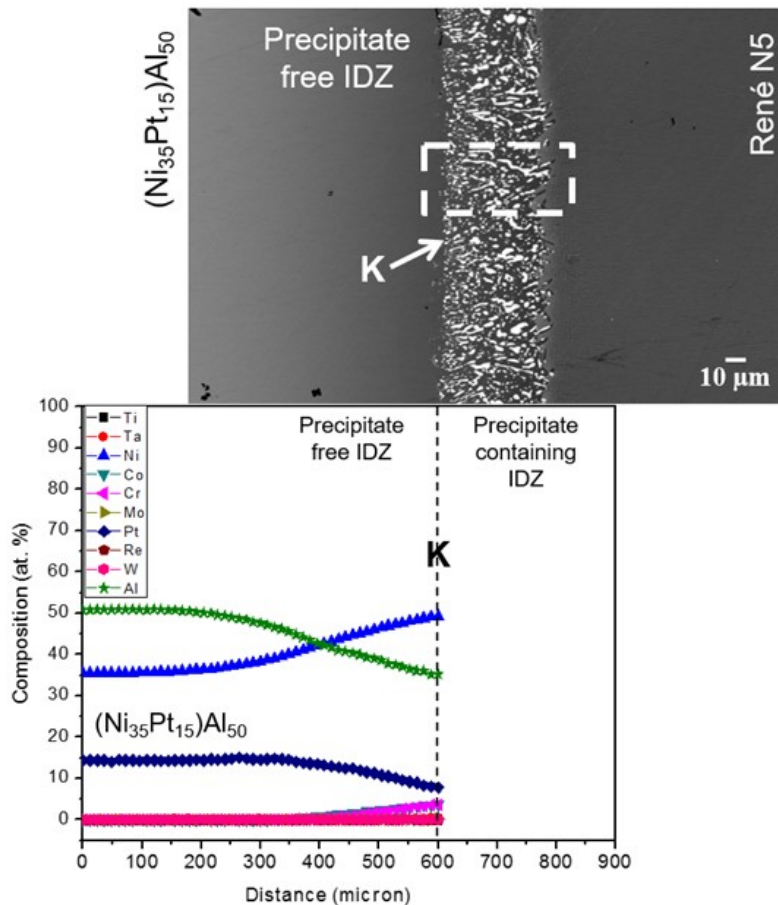 (Ni₃₅Pt₁₅)Al₅₀
Precipitate
free IDZ
René N5
K
10 µm
Composition (at. %)
100
90
80
70
60
50
40
30
20
10
0
Ti
Ta
Ni
Co
Cr
Mo
Pt
Re
W
Al
Precipitate
free IDZ
Precipitate
containing
IDZ
K
(Ni₃₅Pt₁₅)Al₅₀
0 100 200 300 400 500 600 700 800 900
Distance (micron)